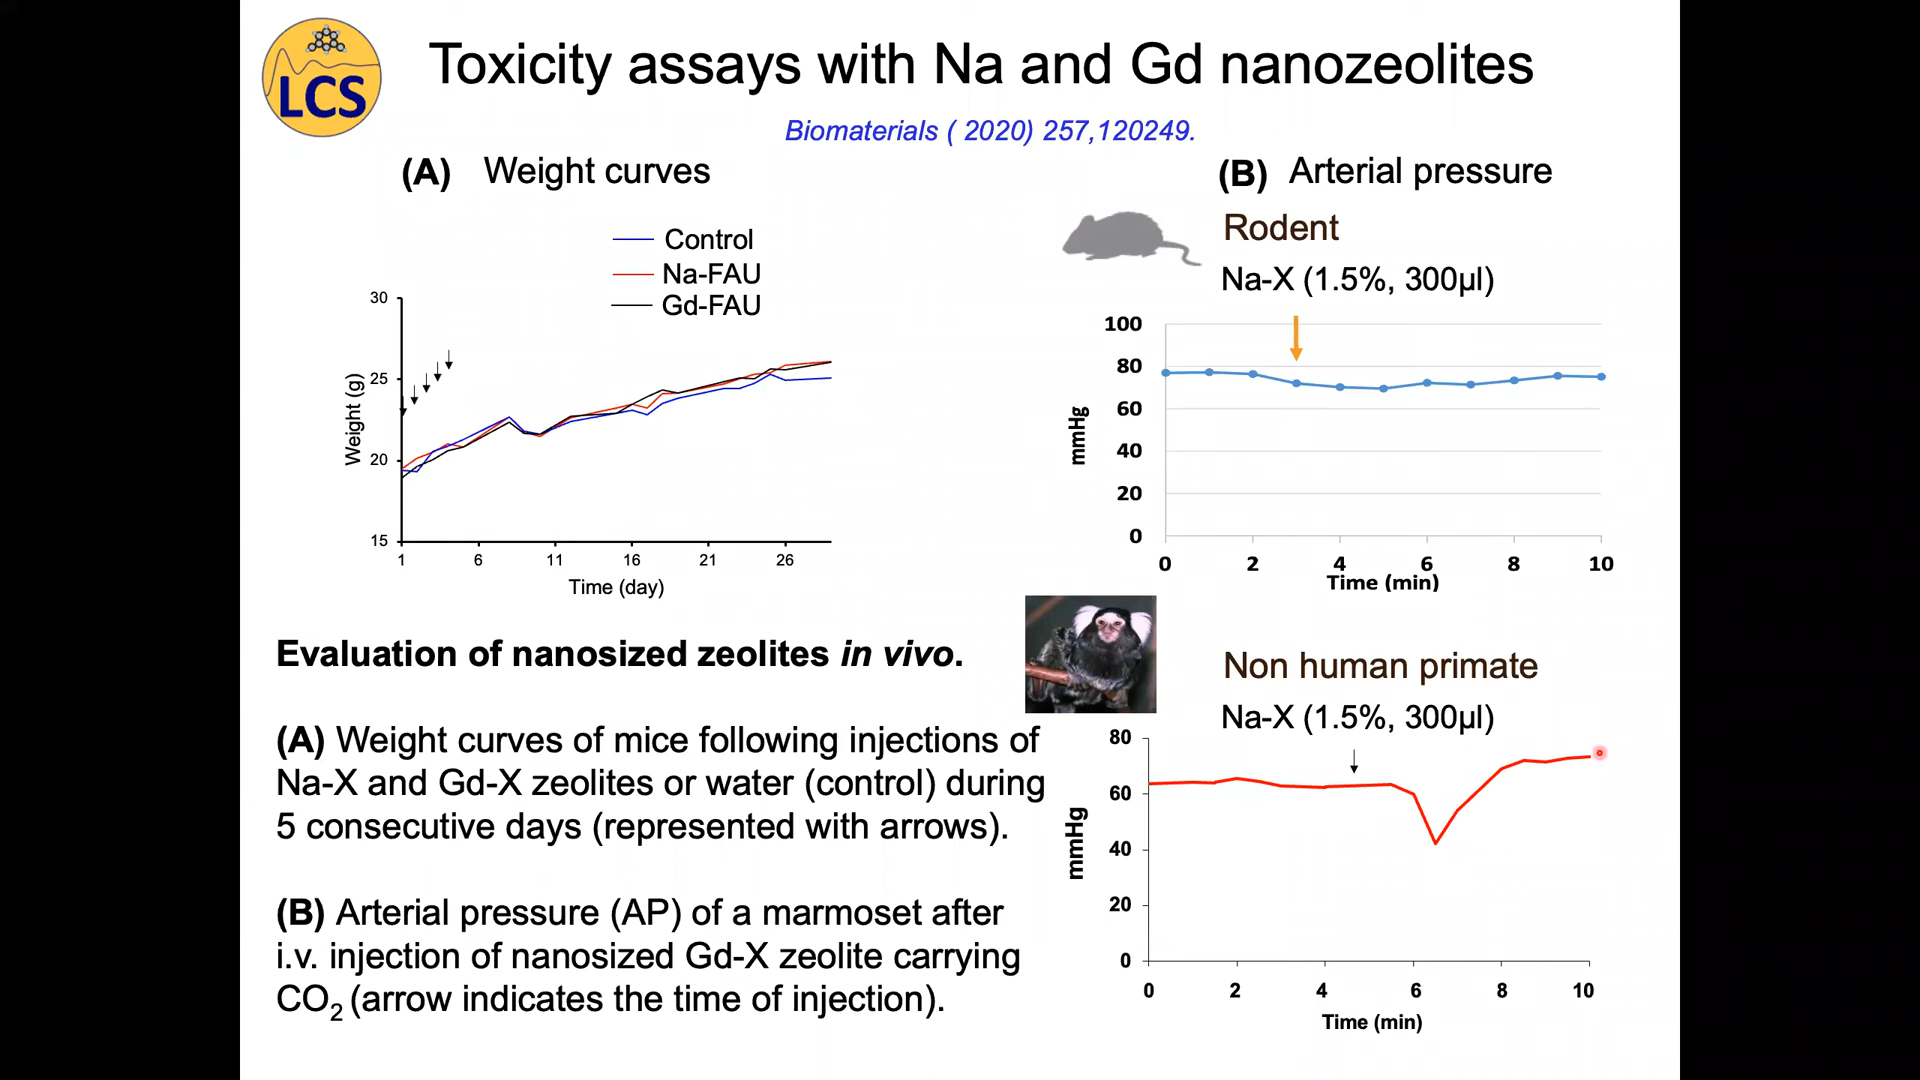 LCS
Toxicity assays with Na and Gd nanozeolites
Biomaterials ( 2020) 257,120249.
(A) Weight curves
Control
Na-FAU
Gd-FAU
30
25
20
15
Weight (g)
1 6 11 16 21 26
Time (day)
(B) Arterial pressure
Rodent
Na-X (1.5%, 300µl)
100
80
60
40
20
0
mmHg
0 2 4 6 8 10
Time (min)
Evaluation of nanosized zeolites in vivo.
(A) Weight curves of mice following injections of
Na-X and Gd-X zeolites or water (control) during
5 consecutive days (represented with arrows).
(B) Arterial pressure (AP) of a marmoset after
i.v. injection of nanosized Gd-X zeolite carrying
CO2 (arrow indicates the time of injection).
Non human primate
Na-X (1.5%, 300µl)
80
60
40
20
0
mmHg
0 2 4 6 8 10
Time (min)